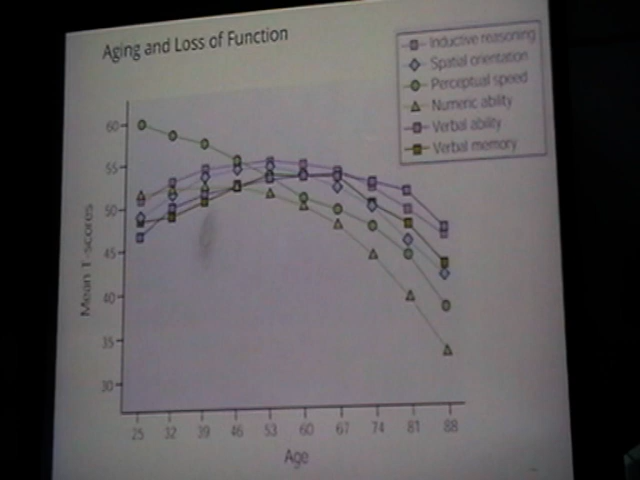 Aging and Loss of Function
Inductive reasoning
Spatial orientation
Perceptual speed
Numeric ability
Verbal ability
Verbal memory
60
55
50
45
40
35
30
Mean T-scores
25 32 39 46 53 60 67 74 81 88
Age